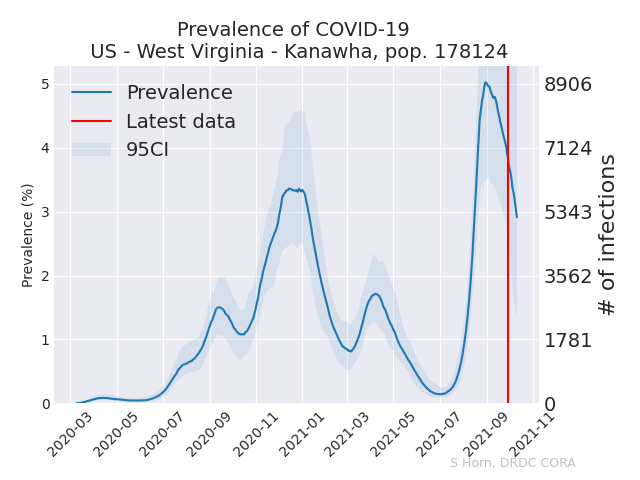 Prevalence of COVID-19
US - West Virginia - Kanawha, pop. 178124
Prevalence
Latest data
95CI
Prevalence (%)
5
4
3
2
1
0
8906
7124
5343
3562
1781
0
# of infections
2020-03
2020-05
2020-07
2020-09
2020-11
2021-01
2021-03
2021-05
2021-07
2021-09
2021-11
S Horn, DRDC CORA